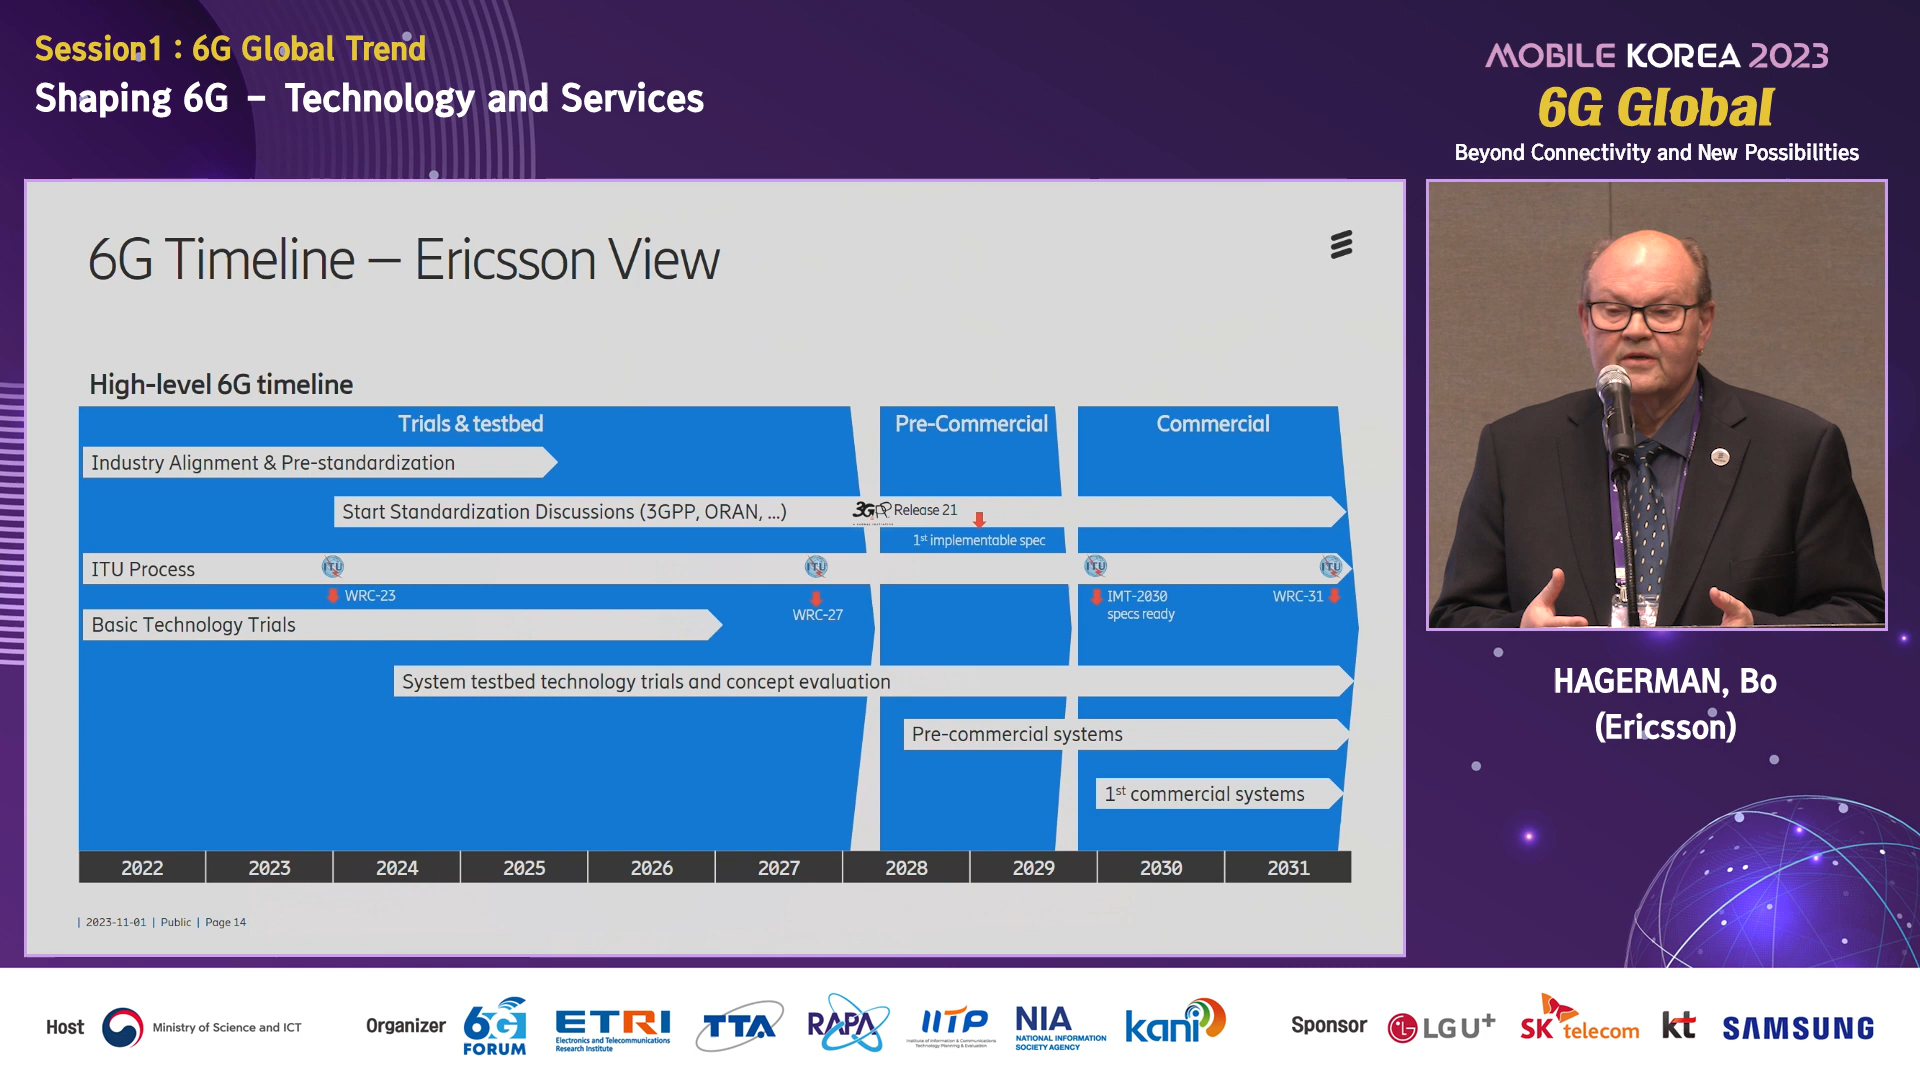 Session1 : 6G Global Trend
Shaping 6G – Technology and Services
MOBILE KOREA 2023
6G Global
Beyond Connectivity and New Possibilities
6G Timeline – Ericsson View
High-level 6G timeline
Trials & testbed
Pre-Commercial
Commercial
Industry Alignment & Pre-standardization
Start Standardization Discussions (3GPP, ORAN, ...)
3GPP
Release 21
1st implementable spec
ITU Process
ITU
ITU
ITU
ITU
WRC-23
WRC-27
IMT-2030
specs ready
WRC-31
Basic Technology Trials
System testbed technology trials and concept evaluation
Pre-commercial systems
1st commercial systems
2022 2023 2024 2025 2026 2027 2028 2029 2030 2031
| 2023-11-01 | Public | Page 14
HAGERMAN, Bo
(Ericsson)
Host
Ministry of Science and ICT
Organizer
6G
FORUM
ETRI
Electronics and Telecommunications
Research Institute
TTA
RAPA
IITP
Institute of Information & Communications
Technology Planning & Evaluation
NIA
NATIONAL INFORMATION
SOCIETY AGENCY
kani
Sponsor
LG U+
SK telecom
kt
SAMSUNG